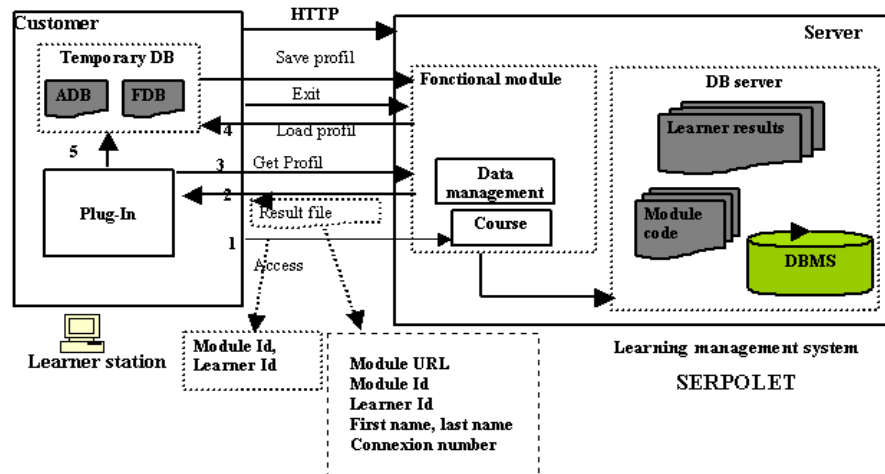 Customer
HTTP
Server
Temporary DB
Save profil
Fonctional module
DB server
ADB
FDB
Exit
Learner results
4
Load profil
5
3
Get Profil
Data
management
2
Plug-In
Result file
Course
Module
code
1
Access
DBMS
Learner station
Module Id,
Learner Id
Module URL
Module Id
Learner Id
First name, last name
Connexion number
Learning management system
SERPOLET